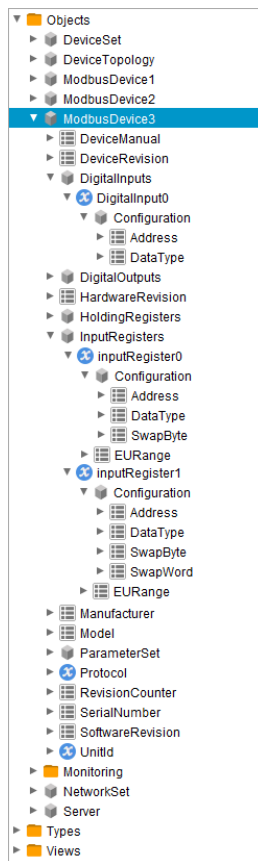 Objects
DeviceSet
DeviceTopology
ModbusDevice1
ModbusDevice2
ModbusDevice3
DeviceManual
DeviceRevision
DigitalInputs
DigitalInput0
Configuration
Address
DataType
DigitalOutputs
HardwareRevision
HoldingRegisters
InputRegisters
inputRegister0
Configuration
Address
DataType
SwapByte
EURange
inputRegister1
Configuration
Address
DataType
SwapByte
SwapWord
EURange
Manufacturer
Model
ParameterSet
Protocol
RevisionCounter
SerialNumber
SoftwareRevision
UnitId
Monitoring
NetworkSet
Server
Types
Views